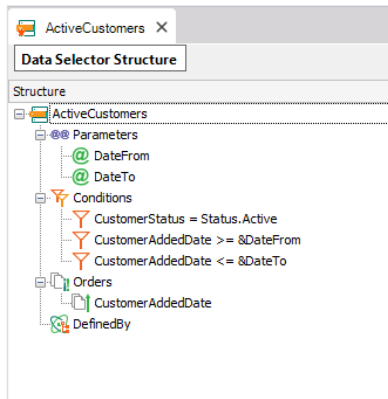 ActiveCustomers
Data Selector Structure
Structure
ActiveCustomers
@@ Parameters
@ DateFrom
@ DateTo
Conditions
CustomerStatus = Status.Active
CustomerAddedDate >= &DateFrom
CustomerAddedDate <= &DateTo
Orders
CustomerAddedDate
DefinedBy